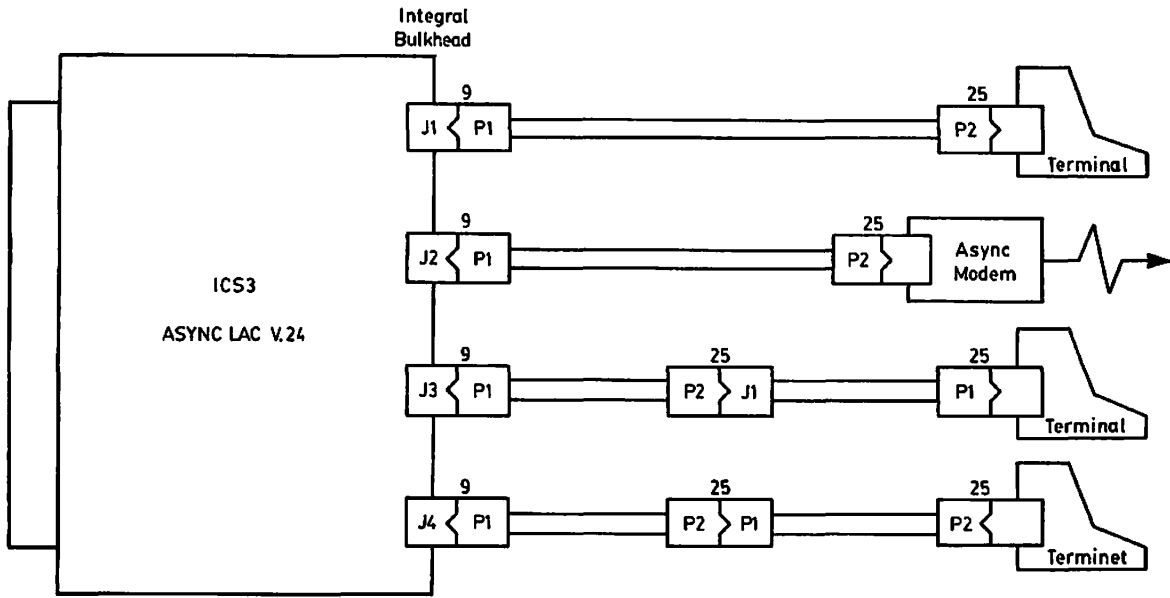 Integral
Bulkhead
9
25
J1 P1
P2
Terminal
9
25
J2 P1
P2
Async
Modem
ICS3
ASYNC LAC V.24
9
25
25
J3 P1
P2 J1
P1
Terminal
9
25
25
J4 P1
P2 P1
P2
Terminet